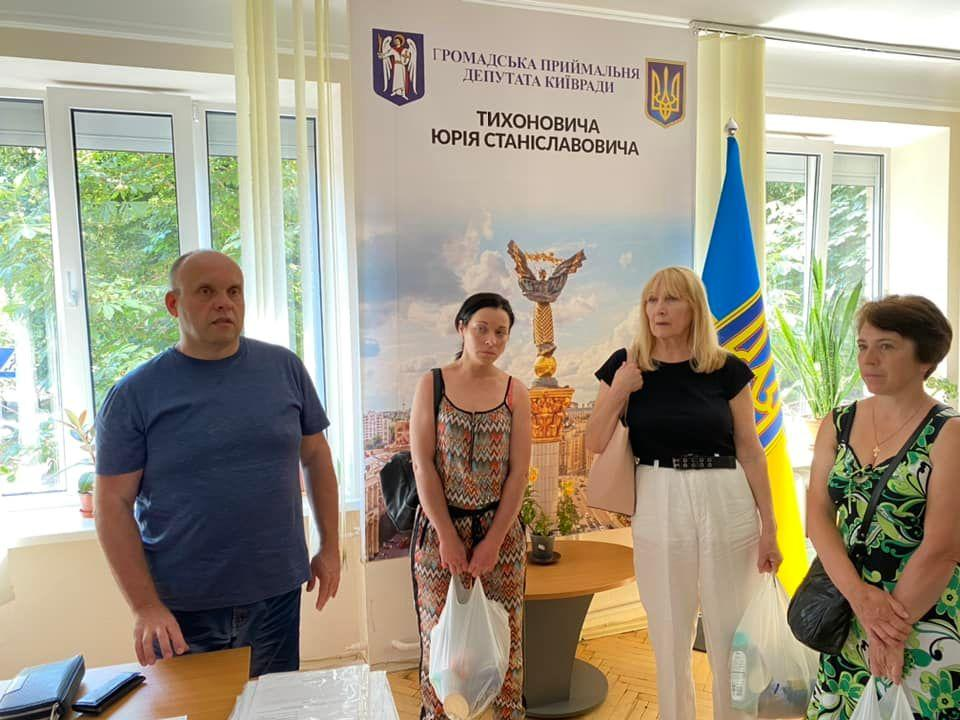 ГРОМАДСЬКА ПРИЙМАЛЬНЯ
ДЕПУТАТА КИЇВРАДИ
ТИХОНОВИЧА
ЮРІЯ СТАНІСЛАВОВИЧА